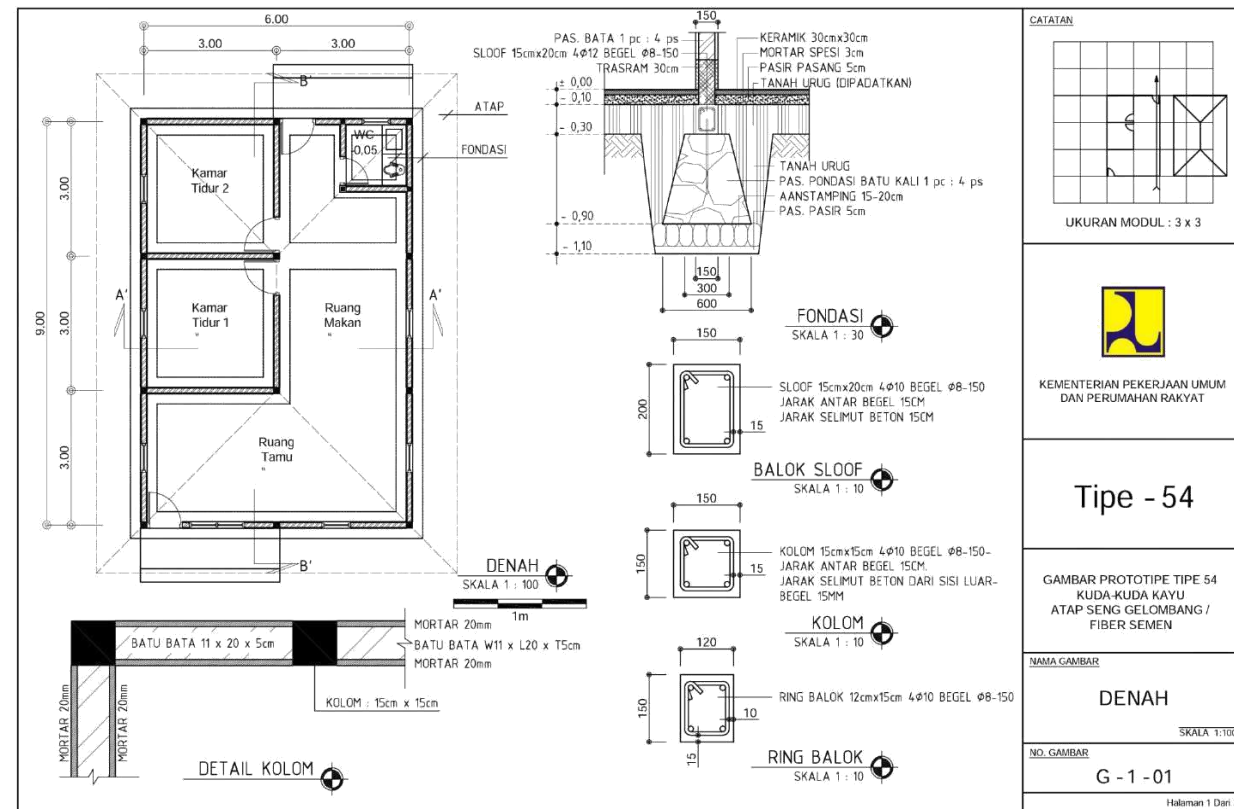 6.00
3.00
3.00
B'
ATAP
FONDASI
WC
-0,05
Kamar
Tidur 2
3.00
9.00
3.00
3.00
A'
A'
Kamar
Tidur 1
Ruang
Makan
Ruang
Tamu
B'
DENAH
SKALA 1 : 100
1m
150
PAS. BATA 1 pc : 4 ps
SLOOF 15cmx20cm 4Ø12 BEGEL Ø8-150
TRASRAM 30cm
KERAMIK 30cmx30cm
MORTAR SPESI 3cm
PASIR PASANG 5cm
TANAH URUG (DIPADATKAN)
± 0,00
- 0,10
- 0,30
- 0,90
- 1,10
TANAH URUG
PAS. PONDASI BATU KALI 1 pc : 4 ps
AANSTAMPING 15-20cm
PAS. PASIR 5cm
150
300
600
FONDASI
SKALA 1 : 30
150
200
15
SLOOF 15cmx20cm 4Ø10 BEGEL Ø8-150
JARAK ANTAR BEGEL 15CM
JARAK SELIMUT BETON 15CM
BALOK SLOOF
SKALA 1 : 10
150
150
15
KOLOM 15cmx15cm 4Ø10 BEGEL Ø8-150-
JARAK ANTAR BEGEL 15CM.
JARAK SELIMUT BETON DARI SISI LUAR-
BEGEL 15MM
KOLOM
SKALA 1 : 10
120
150
10
15
RING BALOK 12cmx15cm 4Ø10 BEGEL Ø8-150
RING BALOK
SKALA 1 : 10
BATU BATA 11 x 20 x 5cm
MORTAR 20mm
BATU BATA W11 x L20 x T5cm
MORTAR 20mm
KOLOM : 15cm x 15cm
MORTAR 20mm
MORTAR 20mm
DETAIL KOLOM
CATATAN
UKURAN MODUL : 3 x 3
KEMENTERIAN PEKERJAAN UMUM
DAN PERUMAHAN RAKYAT
Tipe - 54
GAMBAR PROTOTIPE TIPE 54
KUDA-KUDA KAYU
ATAP SENG GELOMBANG /
FIBER SEMEN
NAMA GAMBAR
DENAH
SKALA 1:100
NO. GAMBAR
G - 1 - 01
Halaman 1 Dari